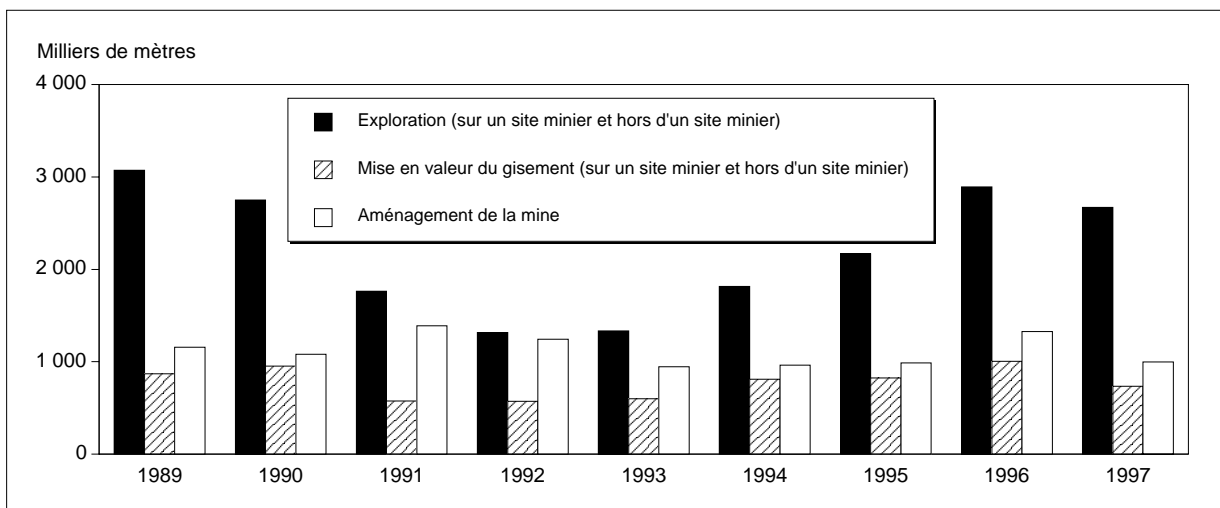 Milliers de mètres
4 000
Exploration (sur un site minier et hors d'un site minier)
3 000
Mise en valeur du gisement (sur un site minier et hors d'un site minier)
Aménagement de la mine
2 000
1 000
0
1989 1990 1991 1992 1993 1994 1995 1996 1997